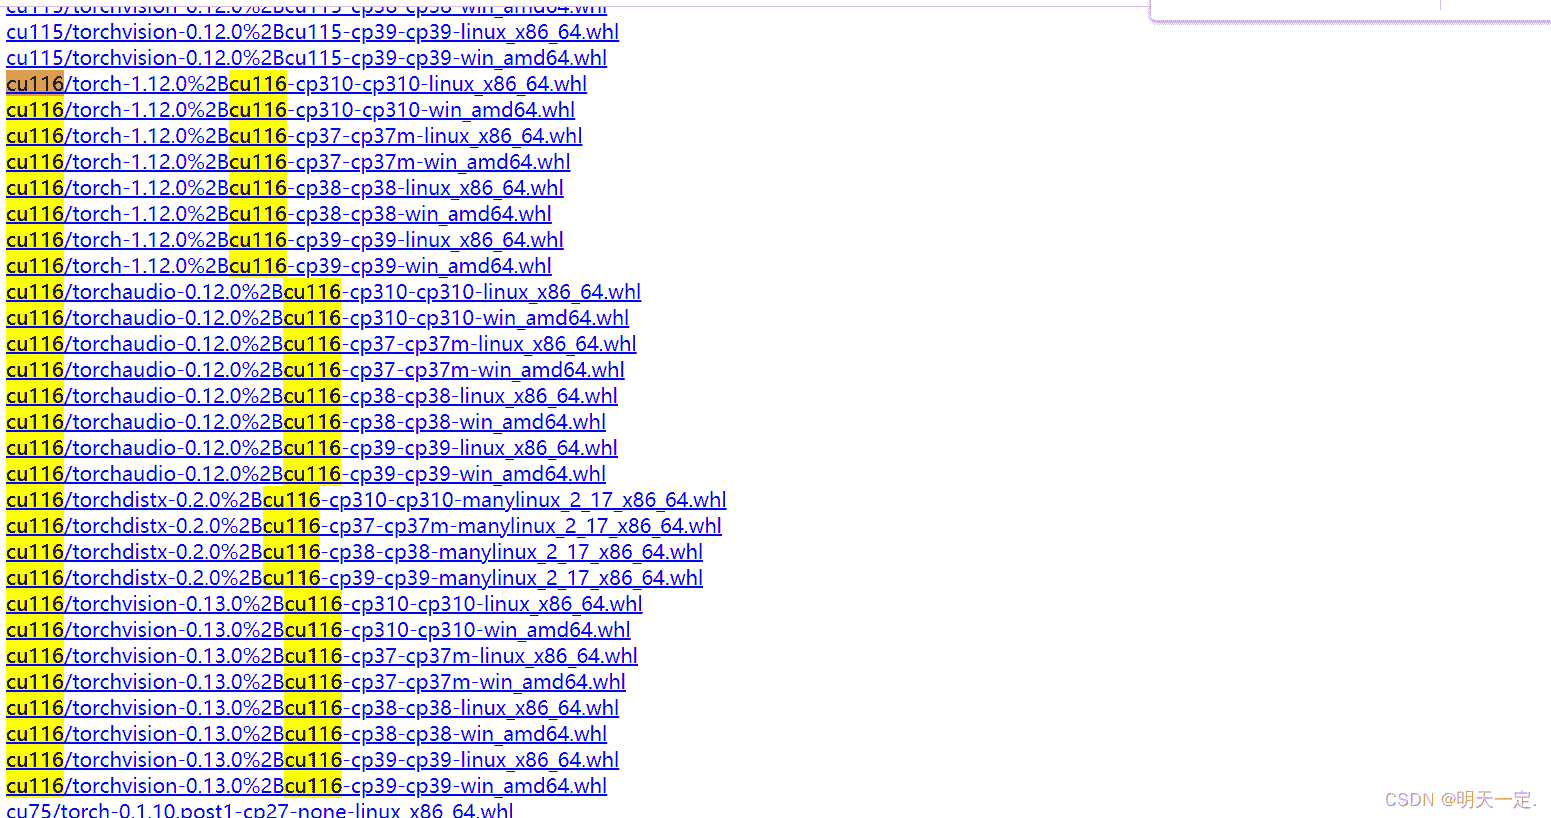 cu115/torchvision-0.12.0%2Bcu115-cp38-cp38-win_amd64.whl
cu115/torchvision-0.12.0%2Bcu115-cp39-cp39-linux_x86_64.whl
cu115/torchvision-0.12.0%2Bcu115-cp39-cp39-win_amd64.whl
cu116/torch-1.12.0%2Bcu116-cp310-cp310-linux_x86_64.whl
cu116/torch-1.12.0%2Bcu116-cp310-cp310-win_amd64.whl
cu116/torch-1.12.0%2Bcu116-cp37-cp37m-linux_x86_64.whl
cu116/torch-1.12.0%2Bcu116-cp37-cp37m-win_amd64.whl
cu116/torch-1.12.0%2Bcu116-cp38-cp38-linux_x86_64.whl
cu116/torch-1.12.0%2Bcu116-cp38-cp38-win_amd64.whl
cu116/torch-1.12.0%2Bcu116-cp39-cp39-linux_x86_64.whl
cu116/torch-1.12.0%2Bcu116-cp39-cp39-win_amd64.whl
cu116/torchaudio-0.12.0%2Bcu116-cp310-cp310-linux_x86_64.whl
cu116/torchaudio-0.12.0%2Bcu116-cp310-cp310-win_amd64.whl
cu116/torchaudio-0.12.0%2Bcu116-cp37-cp37m-linux_x86_64.whl
cu116/torchaudio-0.12.0%2Bcu116-cp37-cp37m-win_amd64.whl
cu116/torchaudio-0.12.0%2Bcu116-cp38-cp38-linux_x86_64.whl
cu116/torchaudio-0.12.0%2Bcu116-cp38-cp38-win_amd64.whl
cu116/torchaudio-0.12.0%2Bcu116-cp39-cp39-linux_x86_64.whl
cu116/torchaudio-0.12.0%2Bcu116-cp39-cp39-win_amd64.whl
cu116/torchdistx-0.2.0%2Bcu116-cp310-cp310-manylinux_2_17_x86_64.whl
cu116/torchdistx-0.2.0%2Bcu116-cp37-cp37m-manylinux_2_17_x86_64.whl
cu116/torchdistx-0.2.0%2Bcu116-cp38-cp38-manylinux_2_17_x86_64.whl
cu116/torchdistx-0.2.0%2Bcu116-cp39-cp39-manylinux_2_17_x86_64.whl
cu116/torchvision-0.13.0%2Bcu116-cp310-cp310-linux_x86_64.whl
cu116/torchvision-0.13.0%2Bcu116-cp310-cp310-win_amd64.whl
cu116/torchvision-0.13.0%2Bcu116-cp37-cp37m-linux_x86_64.whl
cu116/torchvision-0.13.0%2Bcu116-cp37-cp37m-win_amd64.whl
cu116/torchvision-0.13.0%2Bcu116-cp38-cp38-linux_x86_64.whl
cu116/torchvision-0.13.0%2Bcu116-cp38-cp38-win_amd64.whl
cu116/torchvision-0.13.0%2Bcu116-cp39-cp39-linux_x86_64.whl
cu116/torchvision-0.13.0%2Bcu116-cp39-cp39-win_amd64.whl
cu75/torch-0.1.10.post1-cp27-none-linux_x86_64.whl
CSDN @明天一定.